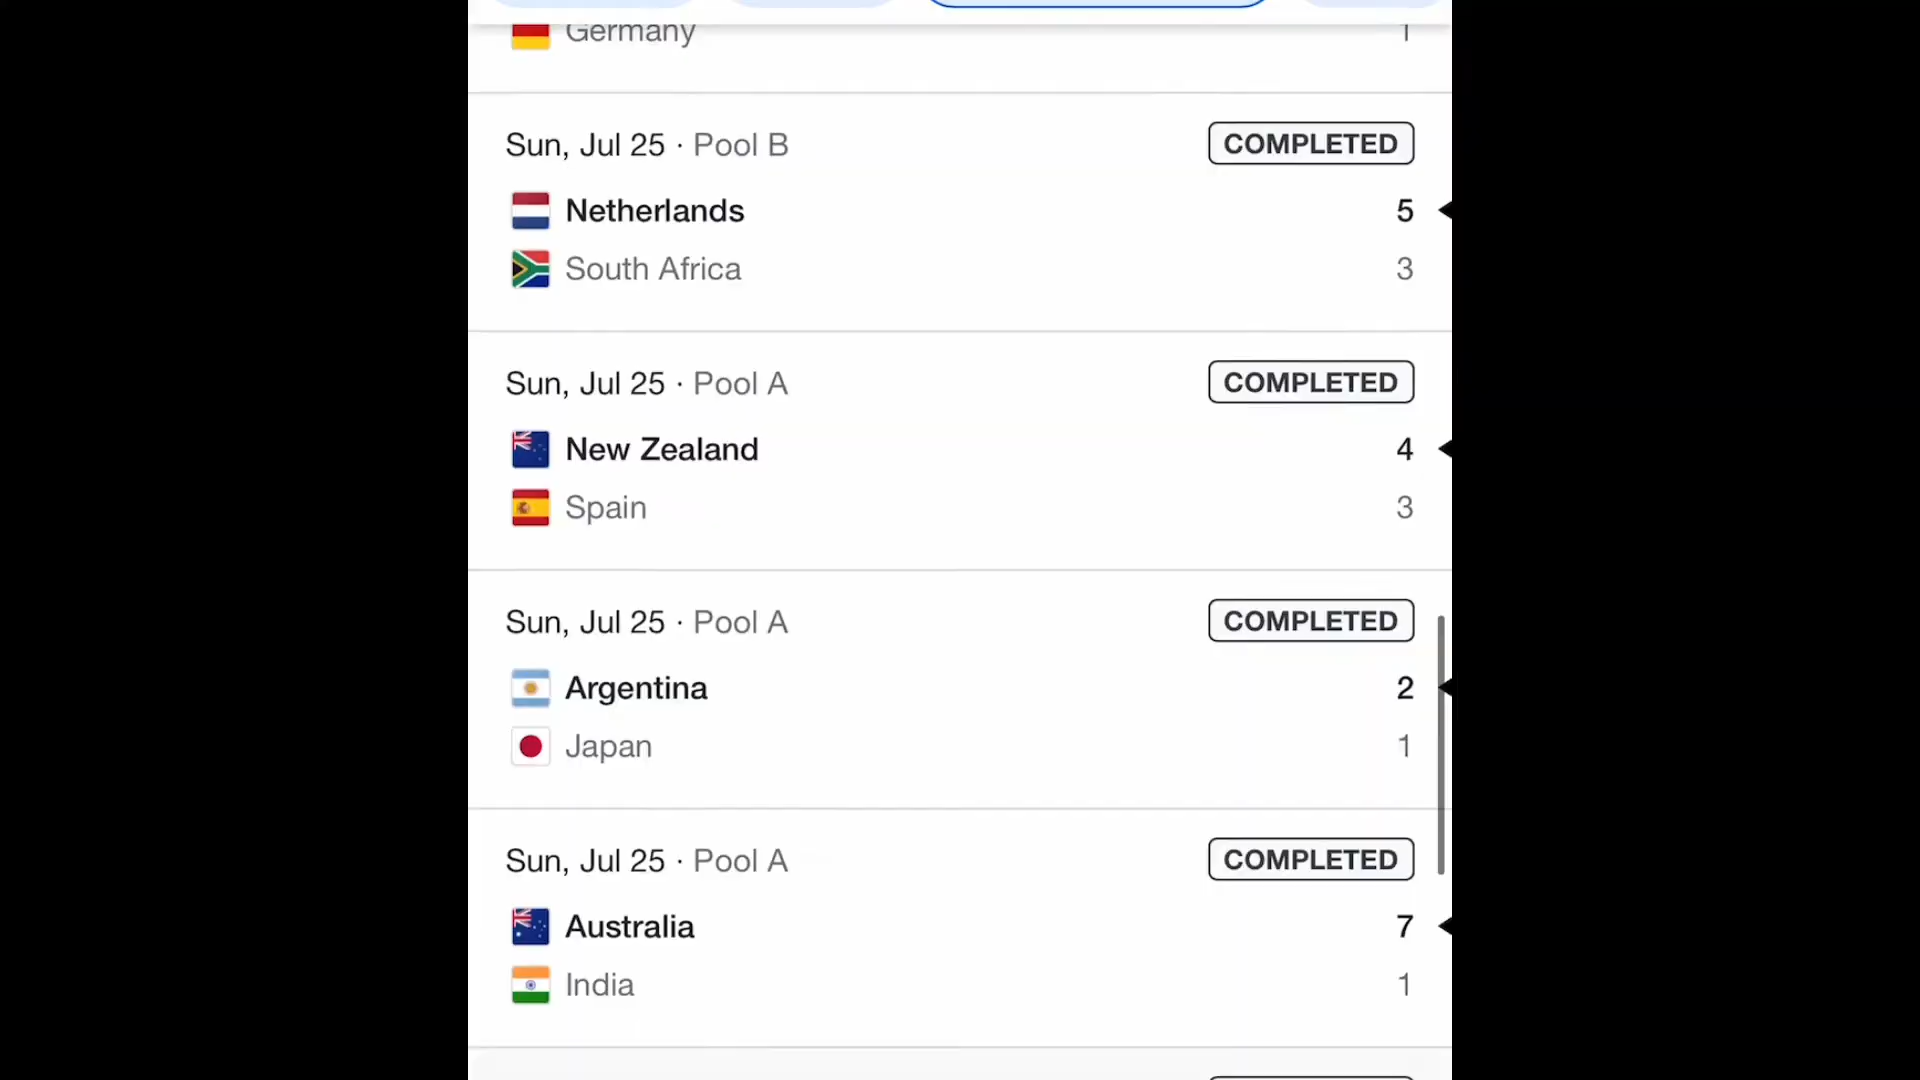 Germany 1
Sun, Jul 25 · Pool B COMPLETED
Netherlands 5
South Africa 3
Sun, Jul 25 · Pool A COMPLETED
New Zealand 4
Spain 3
Sun, Jul 25 · Pool A COMPLETED
Argentina 2
Japan 1
Sun, Jul 25 · Pool A COMPLETED
Australia 7
India 1